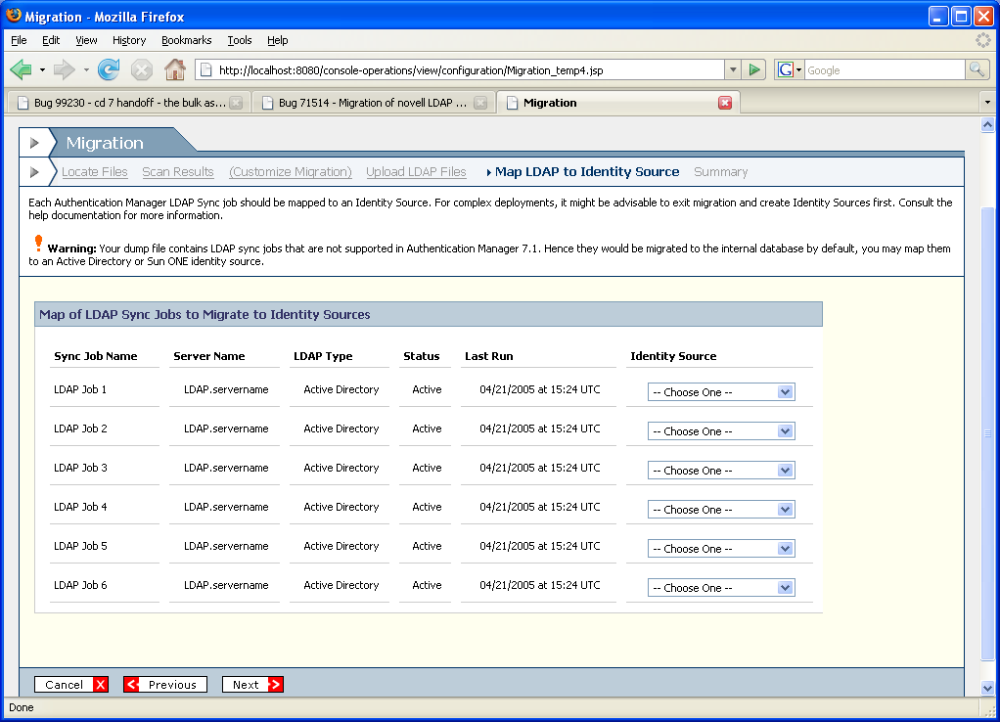 Migration - Mozilla Firefox
File Edit View History Bookmarks Tools Help
http://localhost:8080/console-operations/view/configuration/Migration_temp4.jsp
G
Google
Bug 99230 - cd 7 handoff - the bulk as...
Bug 71514 - Migration of novell LDAP ...
Migration
Migration
Locate Files Scan Results (Customize Migration) Upload LDAP Files Map LDAP to Identity Source Summary
Each Authentication Manager LDAP Sync job should be mapped to an Identity Source. For complex deployments, it might be advisable to exit migration and create Identity Sources first. Consult the
help documentation for more information.
! Warning: Your dump file contains LDAP sync jobs that are not supported in Authentication Manager 7.1. Hence they would be migrated to the internal database by default, you may map them
to an Active Directory or Sun ONE identity source.
Map of LDAP Sync Jobs to Migrate to Identity Sources
Sync Job Name Server Name LDAP Type Status Last Run Identity Source
LDAP Job 1 LDAP.servername Active Directory Active 04/21/2005 at 15:24 UTC -- Choose One --
LDAP Job 2 LDAP.servername Active Directory Active 04/21/2005 at 15:24 UTC -- Choose One --
LDAP Job 3 LDAP.servername Active Directory Active 04/21/2005 at 15:24 UTC -- Choose One --
LDAP Job 4 LDAP.servername Active Directory Active 04/21/2005 at 15:24 UTC -- Choose One --
LDAP Job 5 LDAP.servername Active Directory Active 04/21/2005 at 15:24 UTC -- Choose One --
LDAP Job 6 LDAP.servername Active Directory Active 04/21/2005 at 15:24 UTC -- Choose One --
Cancel X < Previous Next >
Done